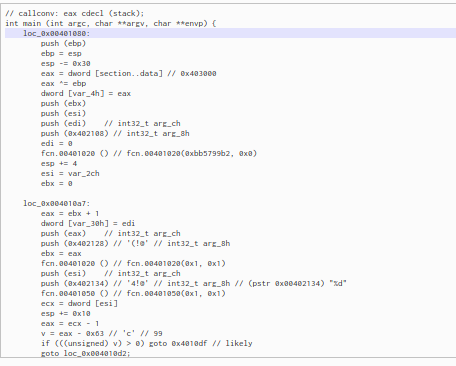 // callconv: eax cdecl (stack);
int main (int argc, char **argv, char **envp) {
loc_0x00401080:
push (ebp)
ebp = esp
esp -= 0x30
eax = dword [section..data] // 0x403000
eax ^= ebp
dword [var_4h] = eax
push (ebx)
push (esi)
push (edi) // int32_t arg_ch
push (0x402108) // int32_t arg_8h
edi = 0
fcn.00401020 () // fcn.00401020(0xbb5799b2, 0x0)
esp += 4
esi = var_2ch
ebx = 0
loc_0x004010a7:
eax = ebx + 1
dword [var_30h] = edi
push (eax) // int32_t arg_ch
push (0x402128) // '(!@' // int32_t arg_8h
ebx = eax
fcn.00401020 () // fcn.00401020(0x1, 0x1)
push (esi) // int32_t arg_ch
push (0x402134) // '4!@' // int32_t arg_8h // (pstr 0x00402134) "%d"
fcn.00401050 () // fcn.00401050(0x1, 0x1)
ecx = dword [esi]
esp += 0x10
eax = ecx - 1
v = eax - 0x63 // 'c' // 99
if (((unsigned) v) > 0) goto 0x4010df // likely
goto loc_0x004010d2;